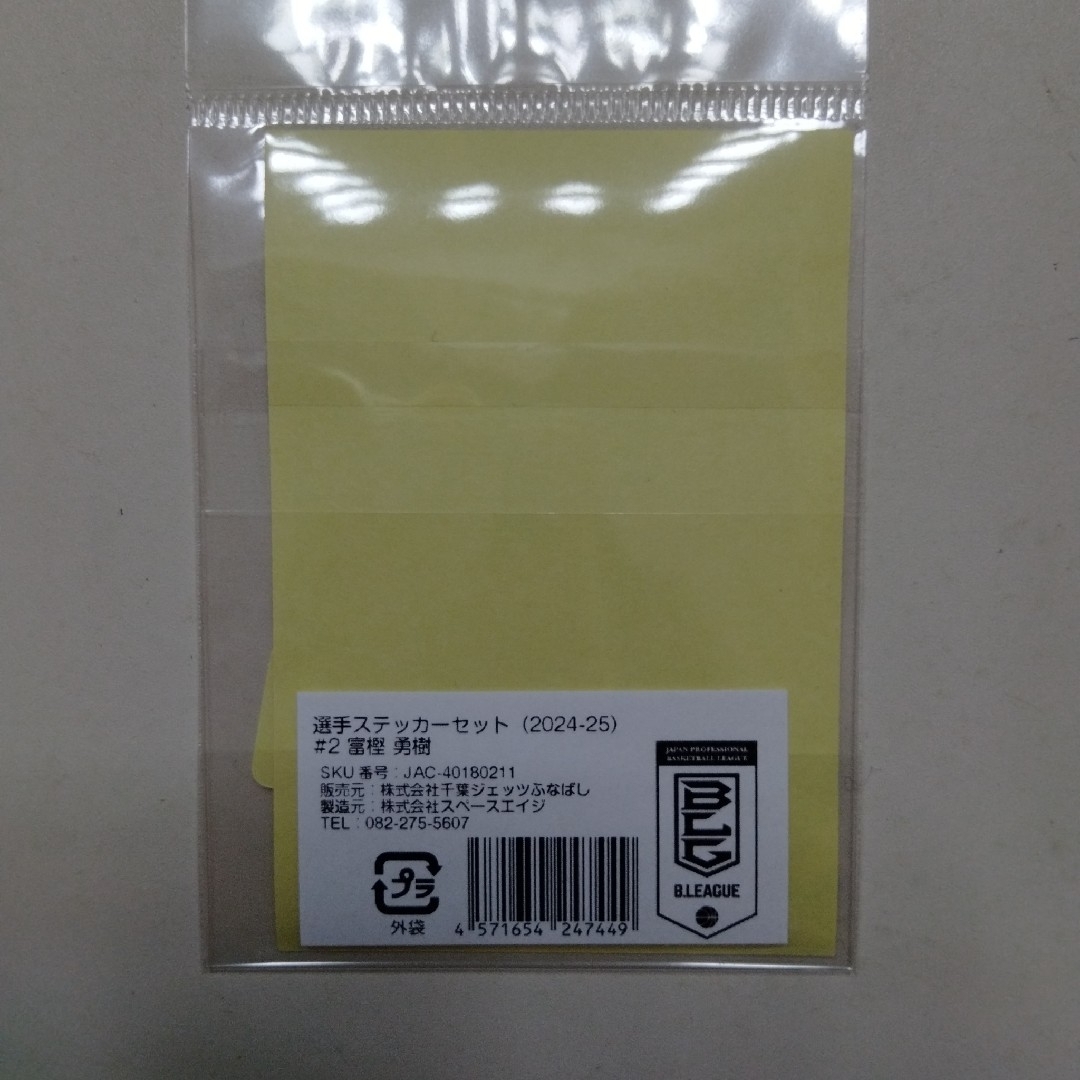 選手ステッカーセット（2024-25）
#2 富樫 勇樹
SKU 番号：JAC-40180211
販売元：株式会社千葉ジェッツふなばし
製造元：株式会社スペースエイジ
TEL：082-275-5607
プラ
外袋
4 571654 247449
JAPAN PROFESSIONAL
BASKETBALL LEAGUE
BLG
B.LEAGUE